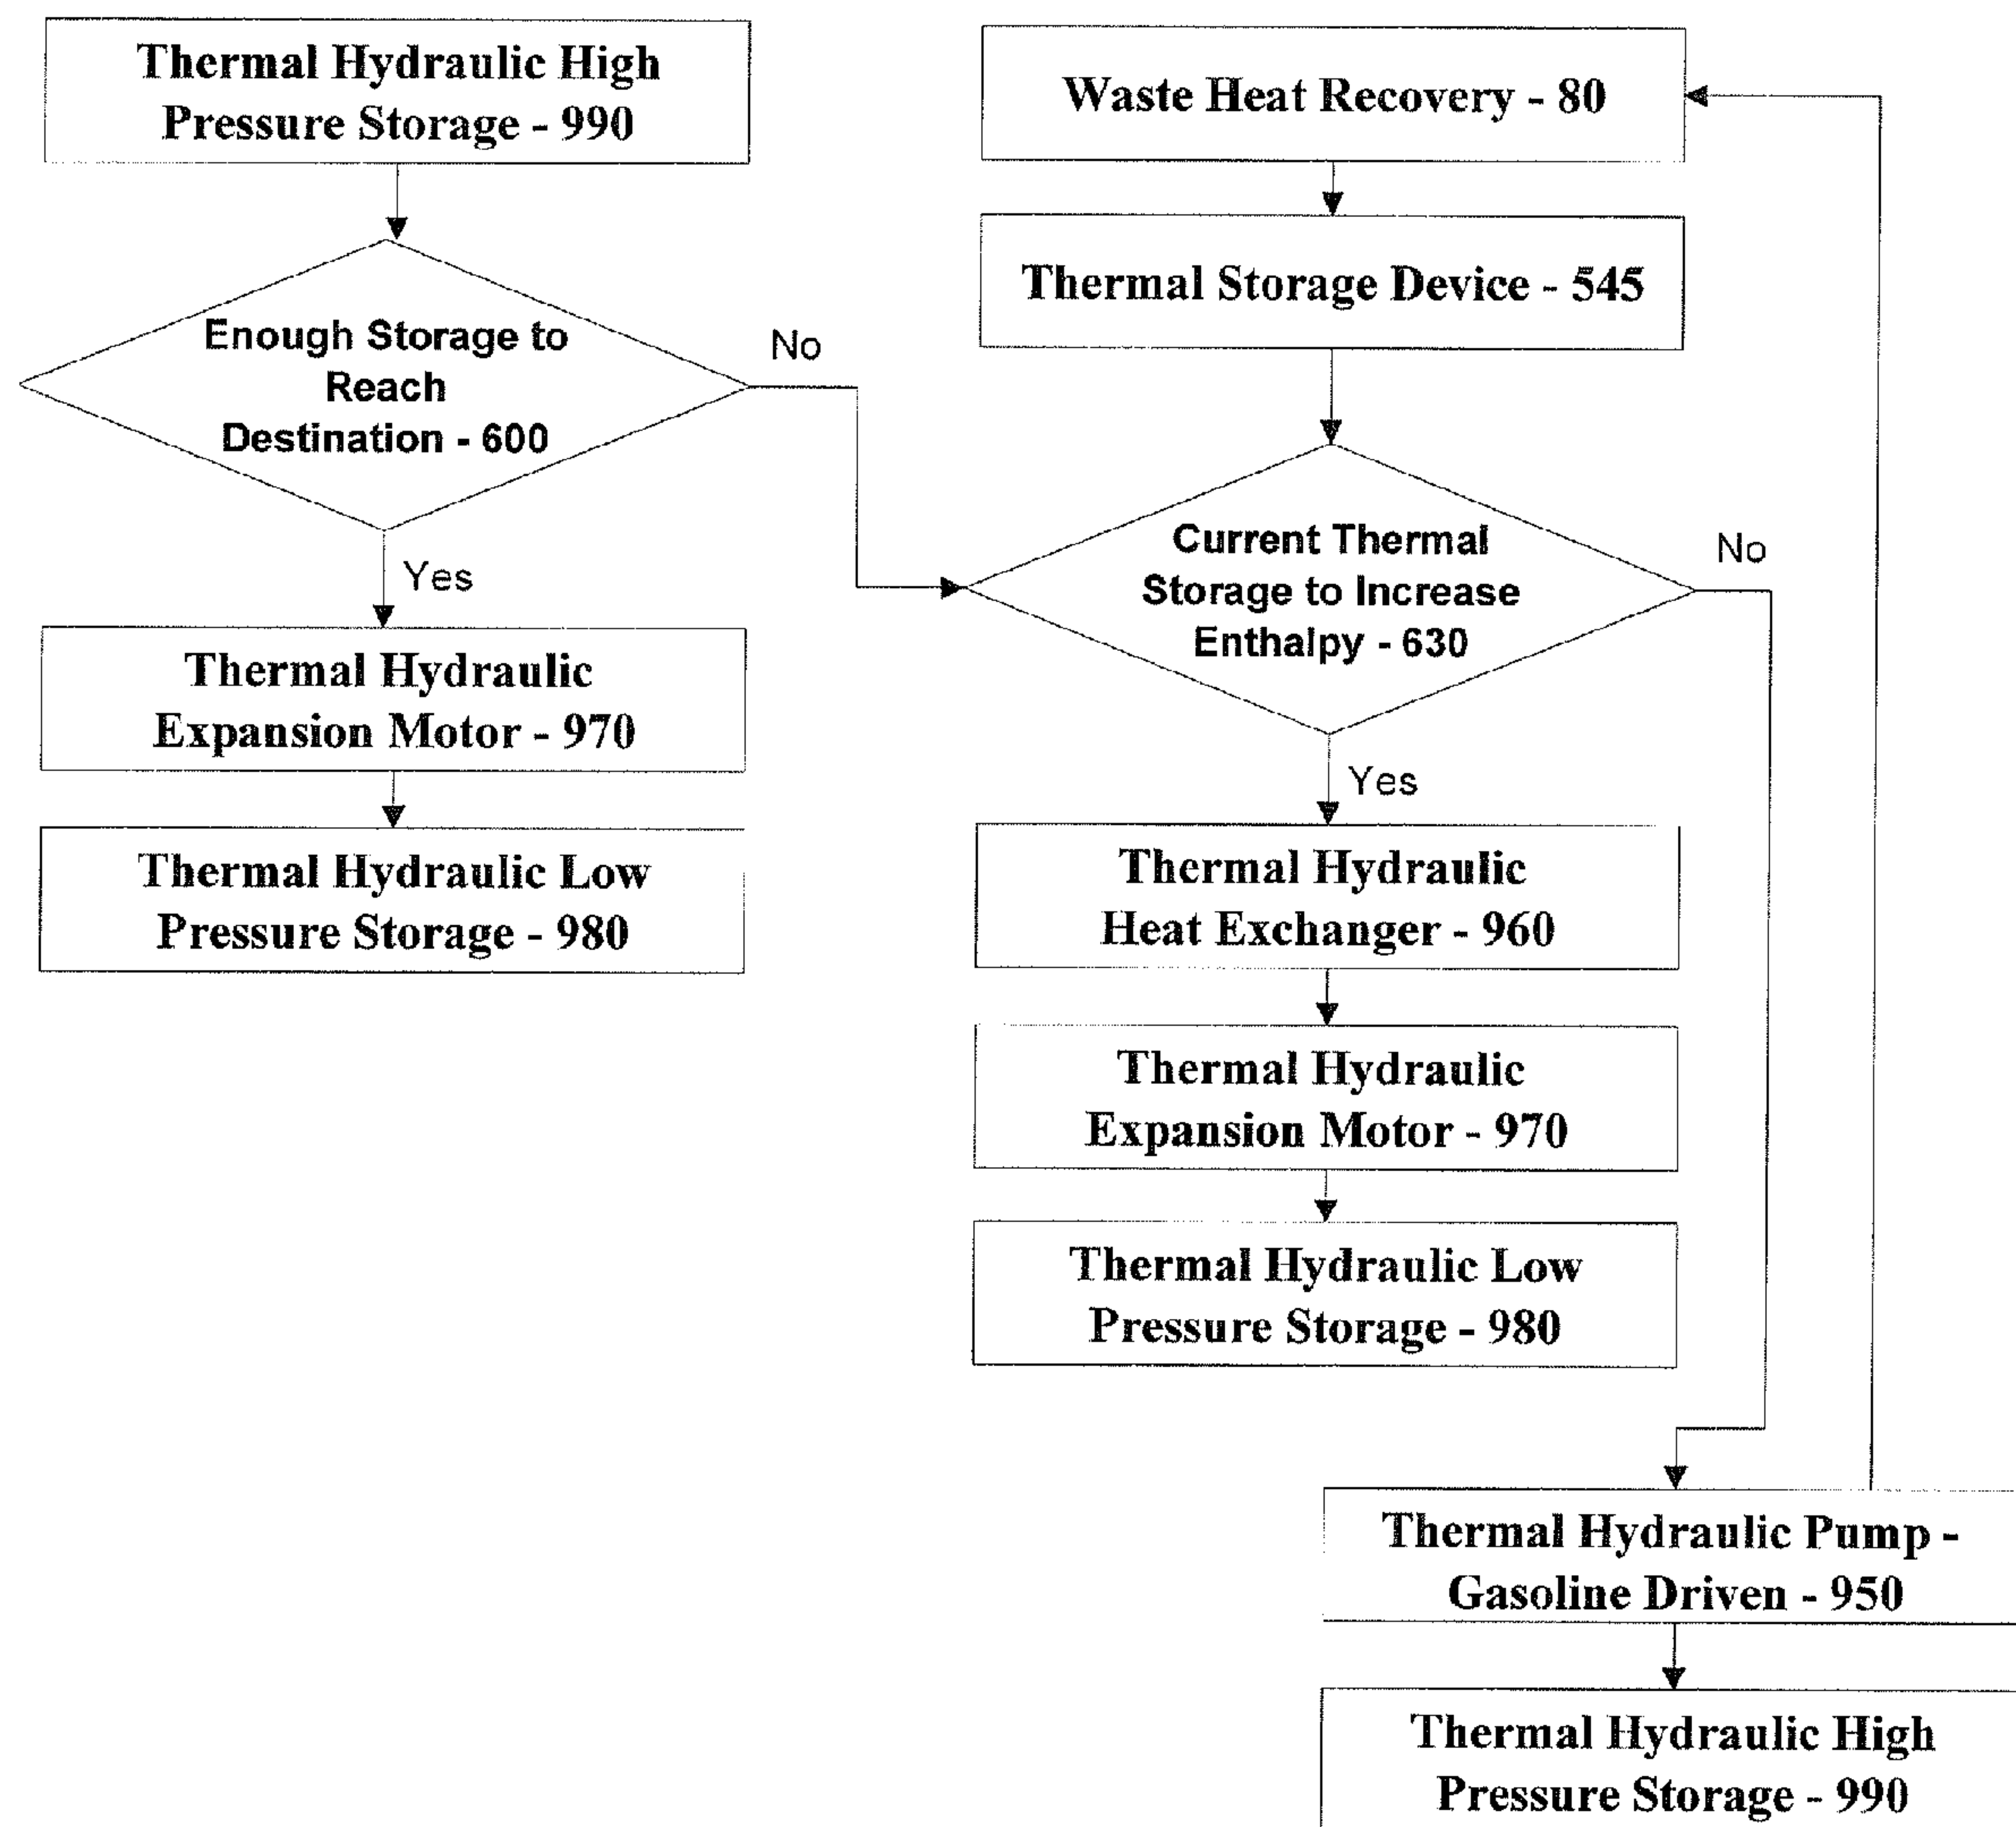 Thermal Hydraulic High
Pressure Storage - 990
Enough Storage to
Reach
Destination - 600
No
Yes
Thermal Hydraulic
Expansion Motor - 970
Thermal Hydraulic Low
Pressure Storage - 980
Waste Heat Recovery - 80
Thermal Storage Device - 545
Current Thermal
Storage to Increase
Enthalpy - 630
No
Yes
Thermal Hydraulic
Heat Exchanger - 960
Thermal Hydraulic
Expansion Motor - 970
Thermal Hydraulic Low
Pressure Storage - 980
Thermal Hydraulic Pump -
Gasoline Driven - 950
Thermal Hydraulic High
Pressure Storage - 990